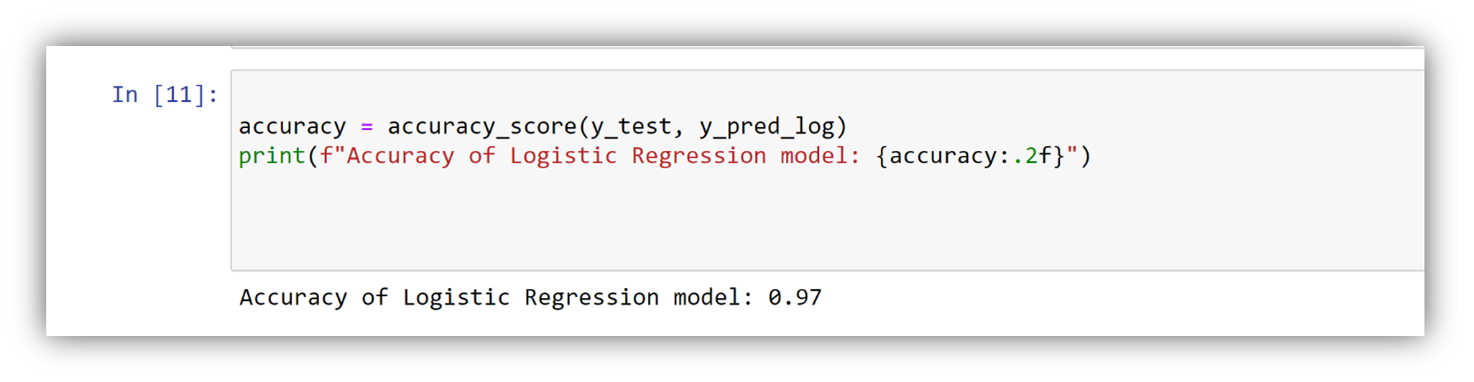 In [11]:
accuracy = accuracy_score(y_test, y_pred_log)
print(f"Accuracy of Logistic Regression model: {accuracy:.2f}")
Accuracy of Logistic Regression model: 0.97